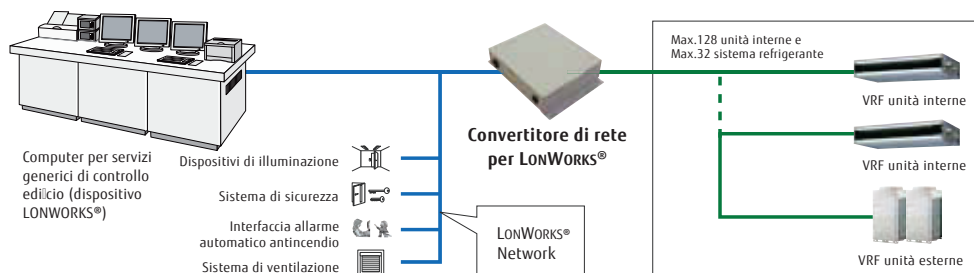 Max.128 unità interne e
Max.32 sistema refrigerante
VRF unità interne
Convertitore di rete
per LONWORKS®
VRF unità interne
Computer per servizi
generici di controllo
edicio (dispositivo
LONWORKS®)
Dispositivi di illuminazione
Sistema di sicurezza
Interfaccia allarme
automatico antincendio
Sistema di ventilazione
LONWORKS®
Network
VRF unità esterne